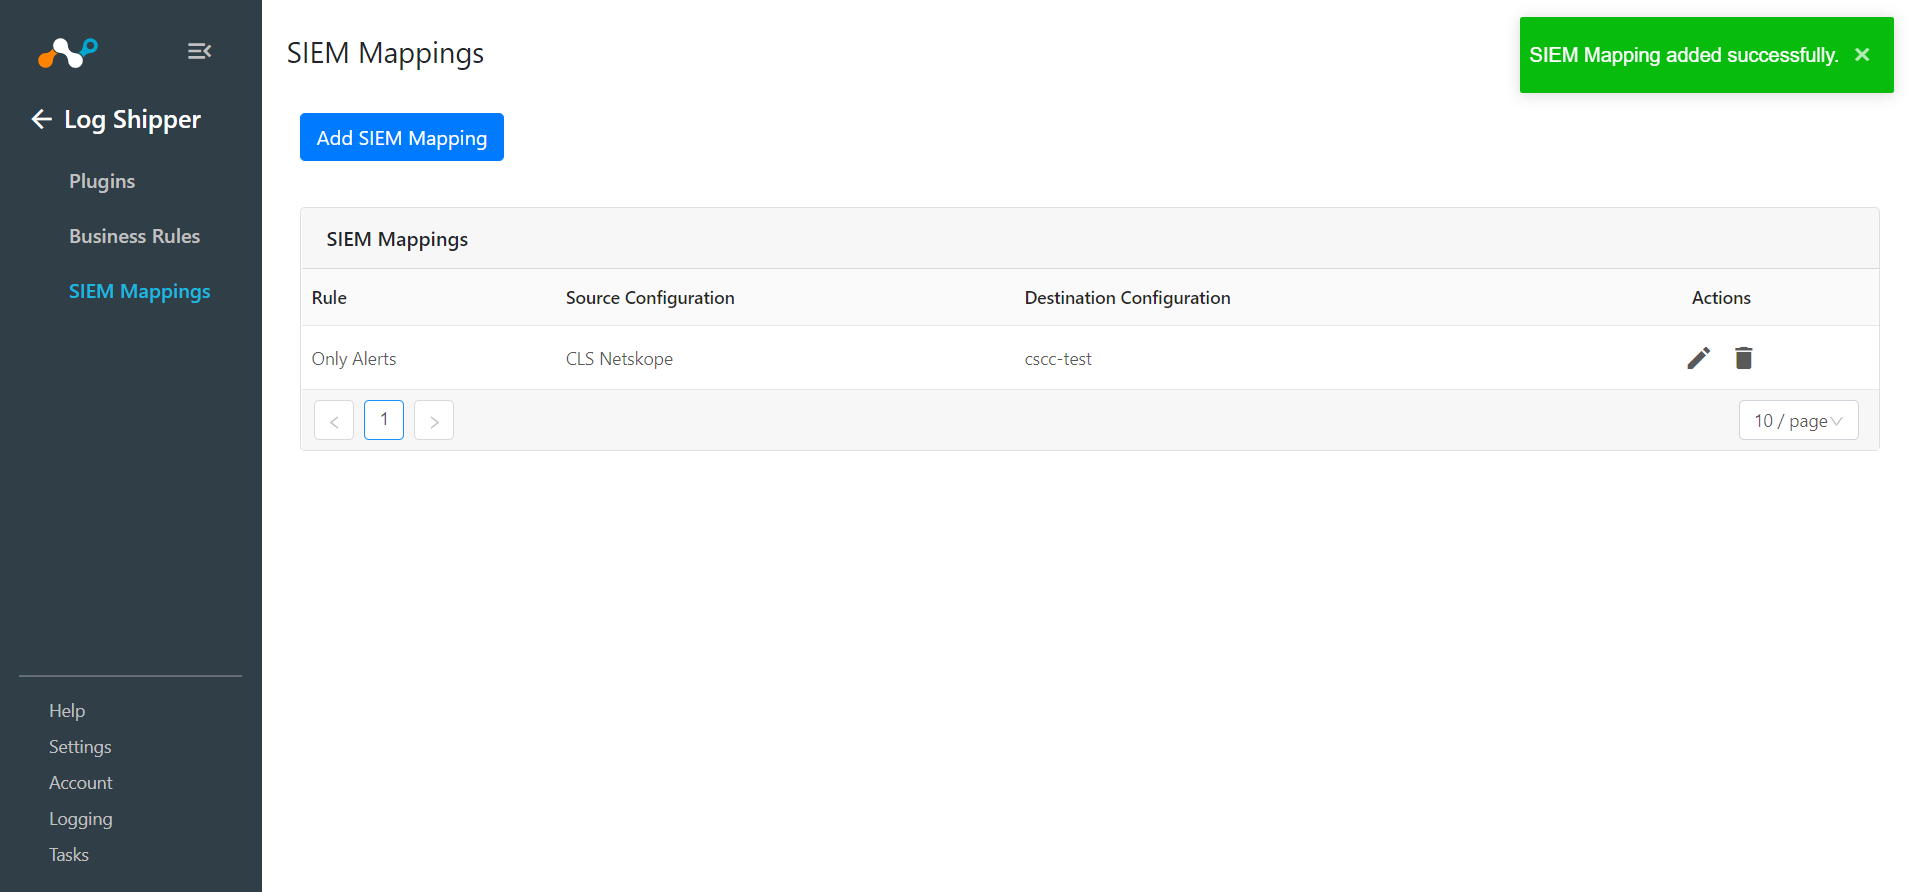 Log Shipper
Plugins
Business Rules
SIEM Mappings
Help
Settings
Account
Logging
Tasks
SIEM Mappings
SIEM Mapping added successfully. ×
Add SIEM Mapping
SIEM Mappings
Rule Source Configuration Destination Configuration Actions
Only Alerts CLS Netskope cscc-test
< 1 > 10 / page